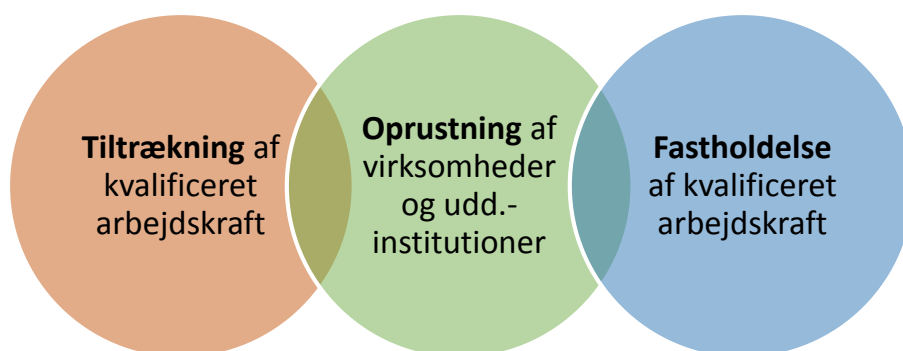 Tiltrækning af
kvalificeret
arbejdskraft
Oprustning af
virksomheder
og udd.-
institutioner
Fastholdelse
af kvalificeret
arbejdskraft